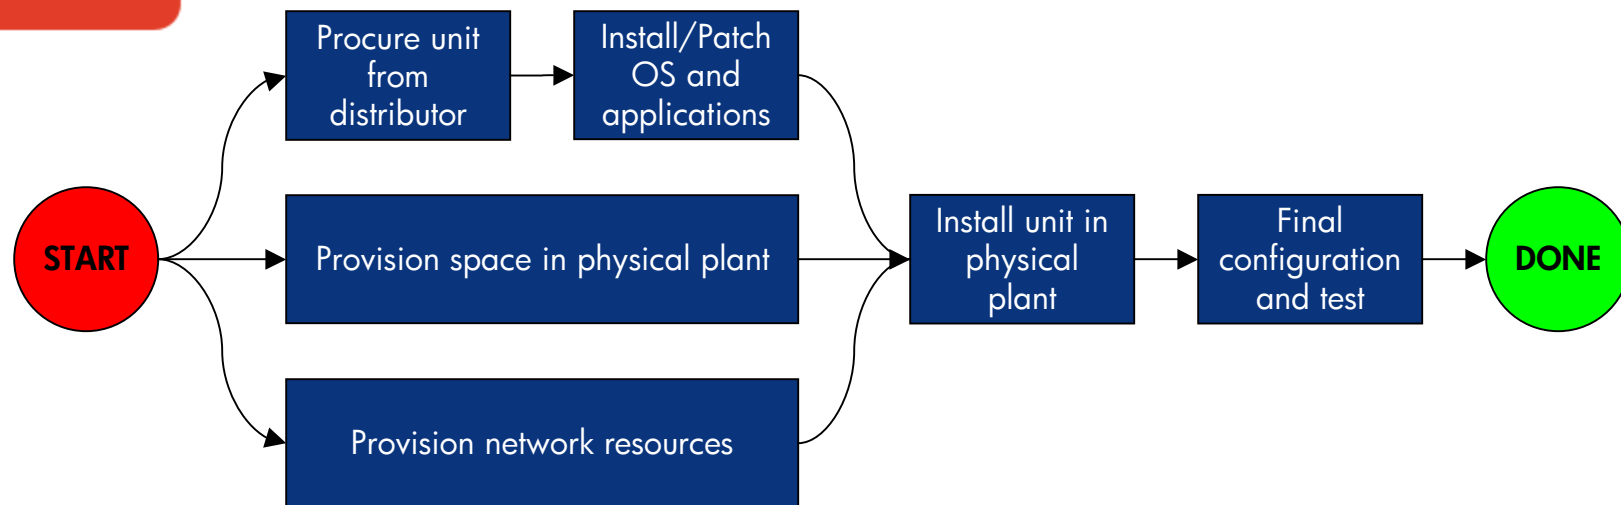 START
Procure unit
from
distributor
Install/Patch
OS and
applications
Provision space in physical plant
Provision network resources
Install unit in
physical
plant
Final
configuration
and test
DONE